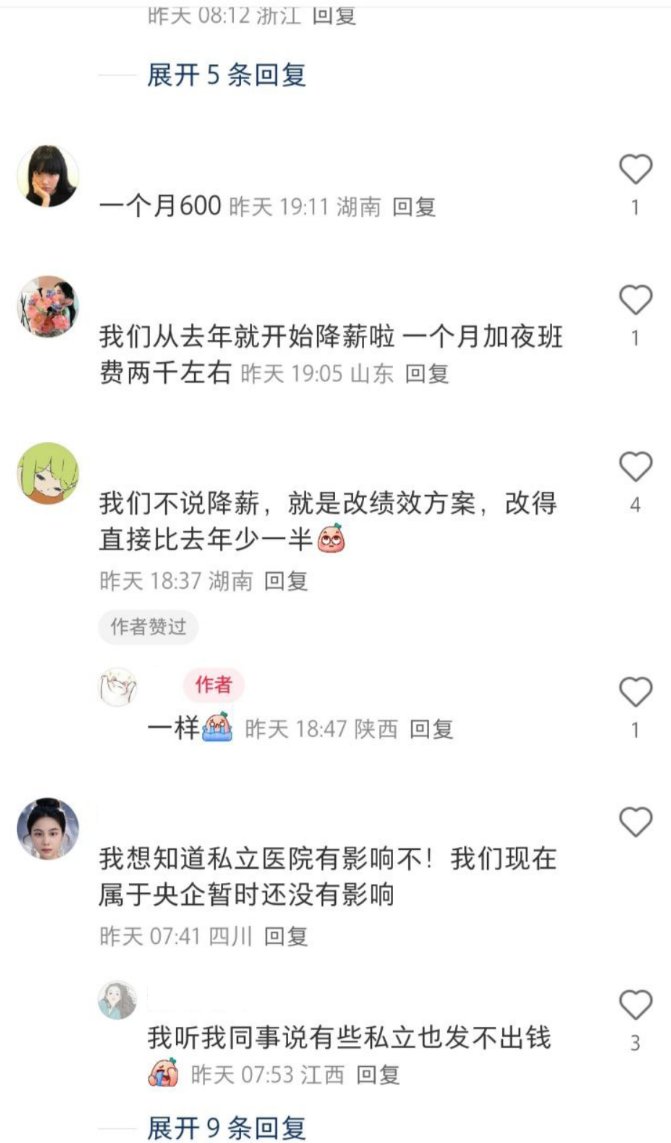 昨天 08:12 浙江 回复
展开 5 条回复
1
一个月600 昨天 19:11 湖南 回复
我们从去年就开始降薪啦 一个月加夜班
1
费两千左右 昨天 19:05 山东 回复
我们不说降薪，就是改绩效方案，改得
4
直接比去年少一半
昨天 18:37 湖南 回复
作者赞过
作者
一样 昨天 18:47 陕西 回复
1
我想知道私立医院有影响不！我们现在
属于央企暂时还没有影响
昨天 07:41 四川 回复
我听我同事说有些私立也发不出钱
3
昨天 07:53 江西 回复
展开 9 条回复